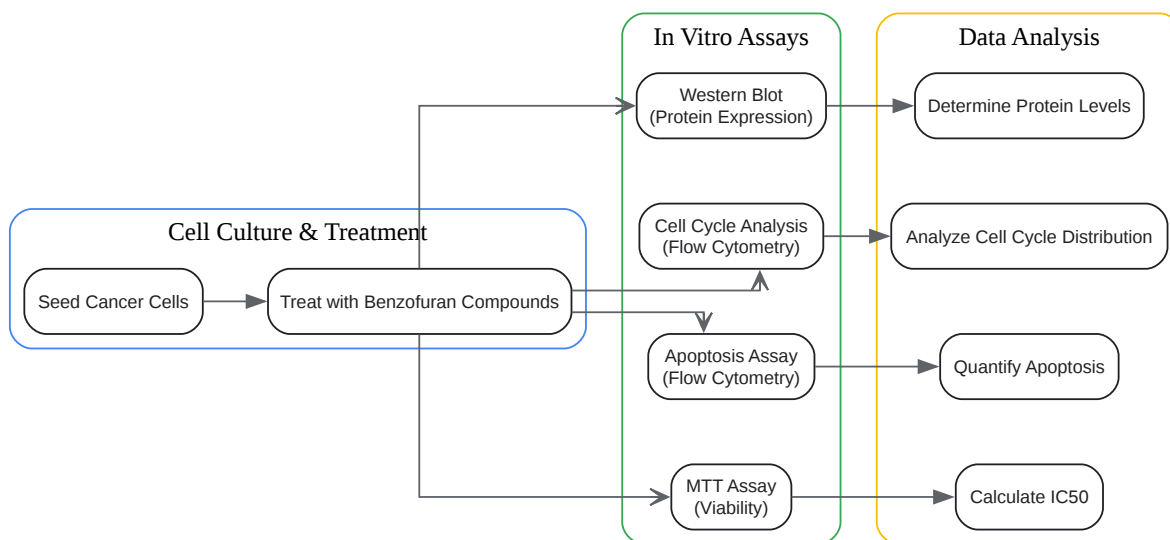 In Vitro Assays
Data Analysis
Western Blot
(Protein Expression)
Determine Protein Levels
Cell Culture & Treatment
Cell Cycle Analysis
(Flow Cytometry)
Analyze Cell Cycle Distribution
Seed Cancer Cells
Treat with Benzofuran Compounds
Apoptosis Assay
(Flow Cytometry)
Quantify Apoptosis
MTT Assay
(Viability)
Calculate IC50